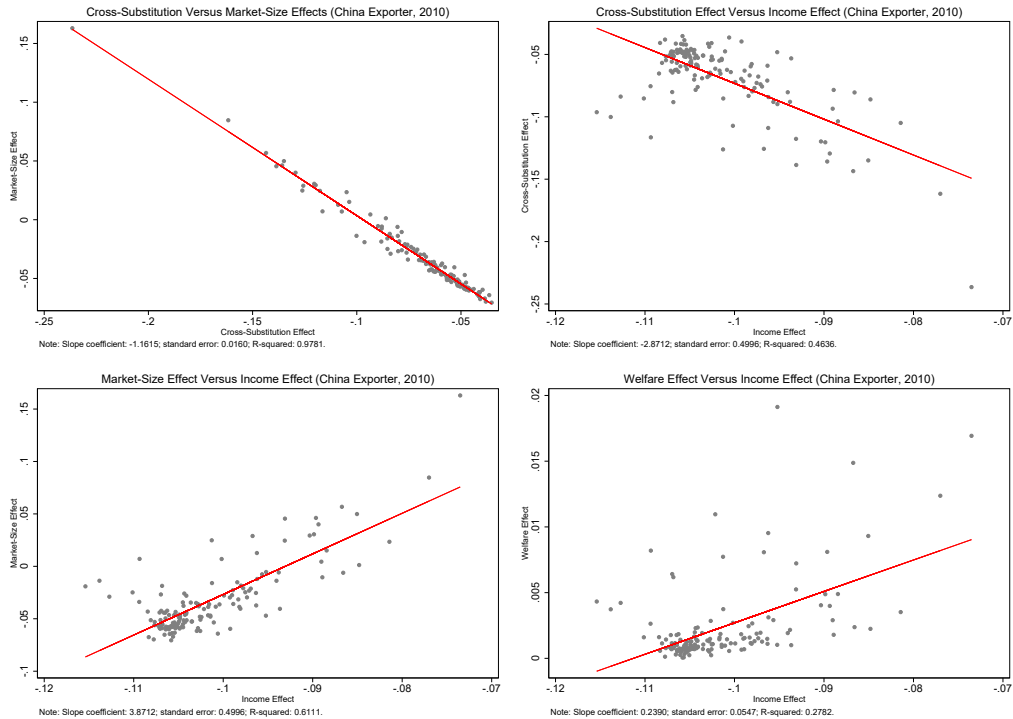 Cross-Substitution Versus Market-Size Effects (China Exporter, 2010)
Market-Size Effect
.15
.1
.05
0
-.05
-.25
-.2
-.15
-.1
-.05
Cross-Substitution Effect
Note: Slope coefficient: -1.1615; standard error: 0.0160; R-squared: 0.9781.
Cross-Substitution Effect Versus Income Effect (China Exporter, 2010)
Cross-Substitution Effect
-.05
-.1
-.15
-.2
-.25
-.12
-.11
-.1
-.09
-.08
-.07
Income Effect
Note: Slope coefficient: -2.8712; standard error: 0.4996; R-squared: 0.4636.
Market-Size Effect Versus Income Effect (China Exporter, 2010)
Market-Size Effect
.15
.1
.05
0
-.05
-.1
-.12
-.11
-.1
-.09
-.08
-.07
Income Effect
Note: Slope coefficient: 3.8712; standard error: 0.4996; R-squared: 0.6111.
Welfare Effect Versus Income Effect (China Exporter, 2010)
Welfare Effect
.02
.015
.01
.005
0
-.12
-.11
-.1
-.09
-.08
-.07
Income Effect
Note: Slope coefficient: 0.2390; standard error: 0.0547; R-squared: 0.2782.